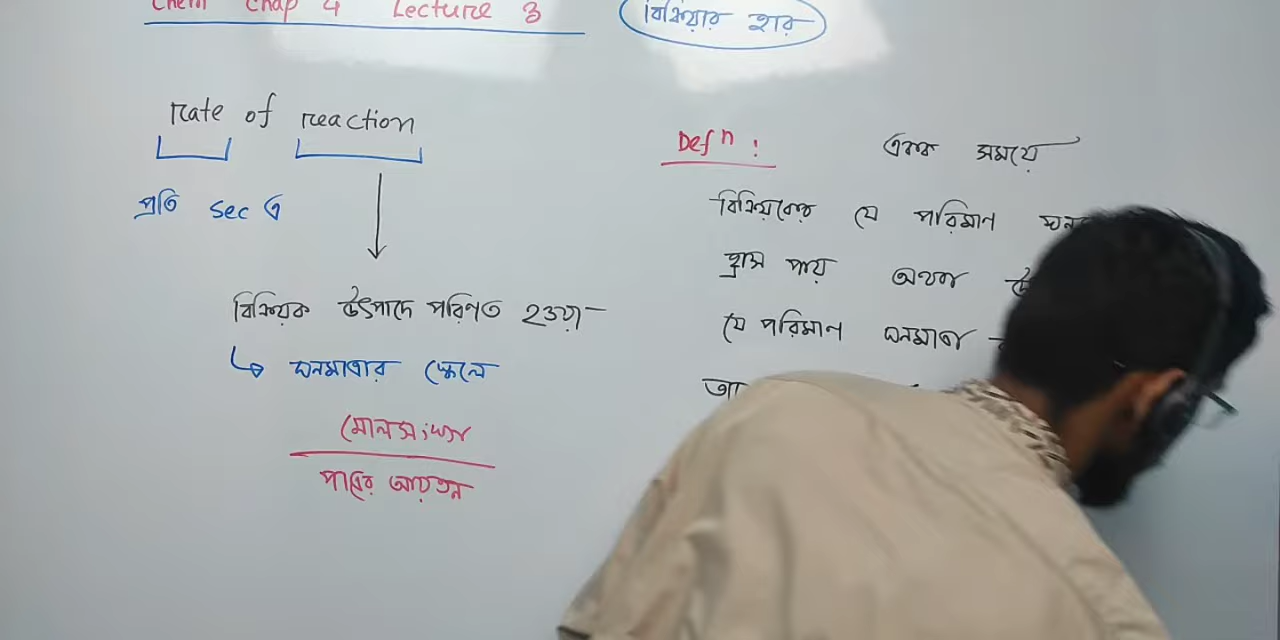 Chem Chap 4 Lecture 3
বিক্রিয়ার হার
rate of reaction
প্রতি sec এ
বিক্রিয়ক উৎপাদে পরিণত হওয়া
↳ ঘনমাত্রার স্কেলে
মোলসংখ্যা
পাত্রের আয়তন
Defⁿ :
একক সময়ে
বিক্রিয়কের যে পরিমাণ
হ্রাস পায় অথবা
যে পরিমাণ ঘনমাত্রা